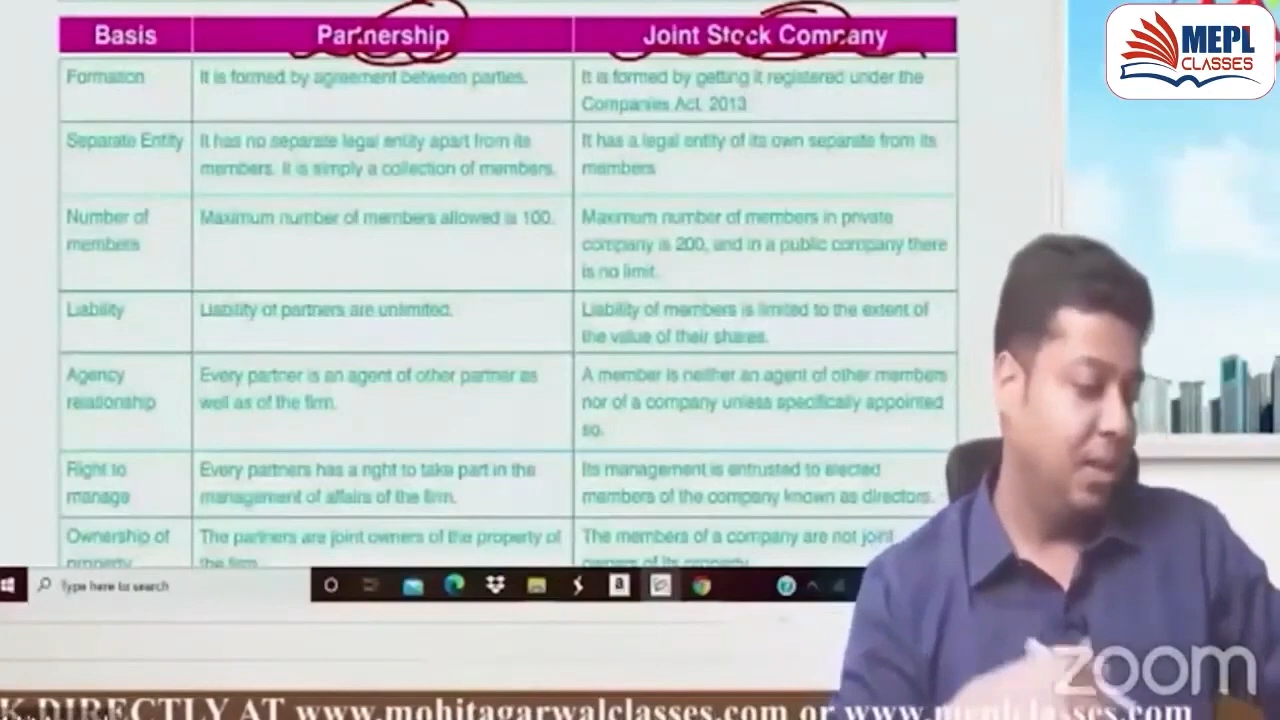 Basis Partnership Joint Stock Company
Formation It is formed by agreement between parties. It is formed by getting it registered under the
Companies Act, 2013
Separate Entity It has no separate legal entity apart from its It has a legal entity of its own separate from its
members. It is simply a collection of members. members
Number of Maximum number of members allowed is 100. Maximum number of members in private
members company is 200, and in a public company there
is no limit.
Liability Liability of partners are unlimited. Liability of members is limited to the extent of
the value of their shares.
Agency Every partner is an agent of other partner as A member is neither an agent of other members
relationship well as of the firm. nor of a company unless specifically appointed
so.
Right to Every partners has a right to take part in the Its management is entrusted to elected
manage management of affairs of the firm. members of the company known as directors.
Ownership of The partners are joint owners of the property of The members of a company are not joint
property the firm. owners of its property
Type here to search
MEPL
CLASSES
zoom
K DIRECTLY AT www.mohitagarwalclasses.com or www.meplclasses.com